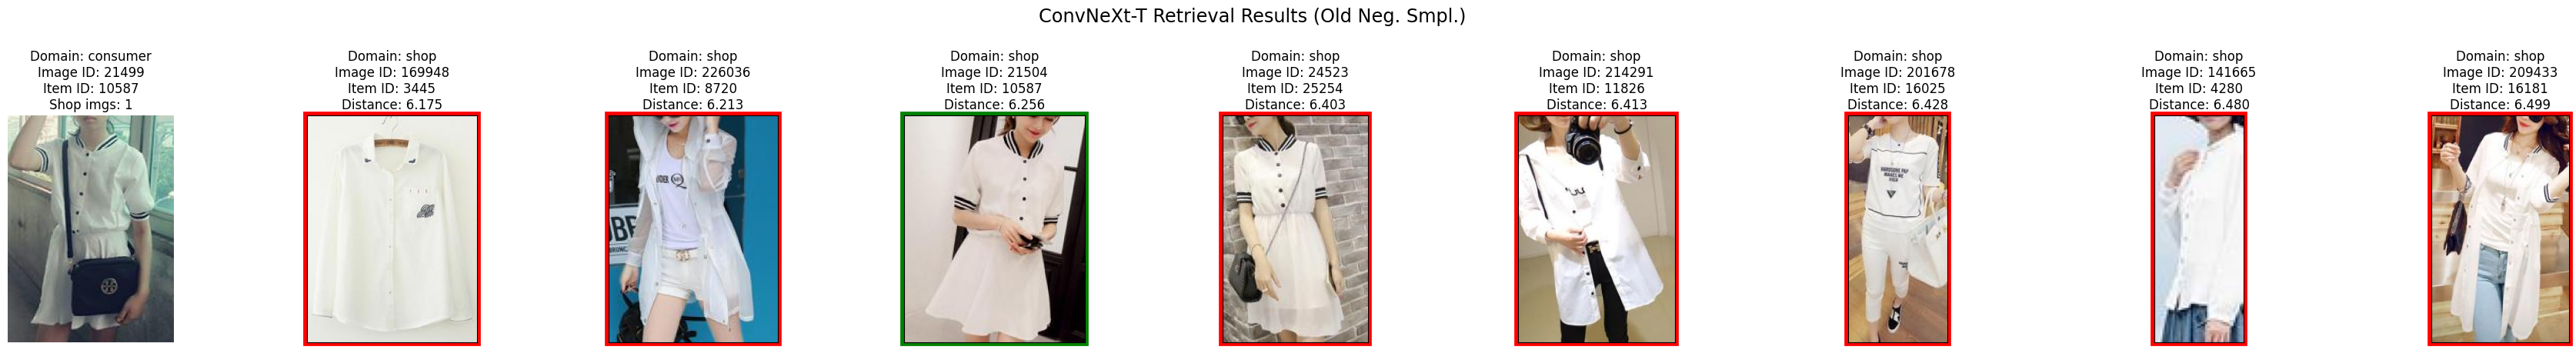 ConvNeXt-T Retrieval Results (Old Neg. Smpl.)
Domain: consumer
Image ID: 21499
Item ID: 10587
Shop imgs: 1
Domain: shop
Image ID: 169948
Item ID: 3445
Distance: 6.175
Domain: shop
Image ID: 226036
Item ID: 8720
Distance: 6.213
Domain: shop
Image ID: 21504
Item ID: 10587
Distance: 6.256
Domain: shop
Image ID: 24523
Item ID: 25254
Distance: 6.403
Domain: shop
Image ID: 214291
Item ID: 11826
Distance: 6.413
Domain: shop
Image ID: 201678
Item ID: 16025
Distance: 6.428
Domain: shop
Image ID: 141665
Item ID: 4280
Distance: 6.480
Domain: shop
Image ID: 209433
Item ID: 16181
Distance: 6.499